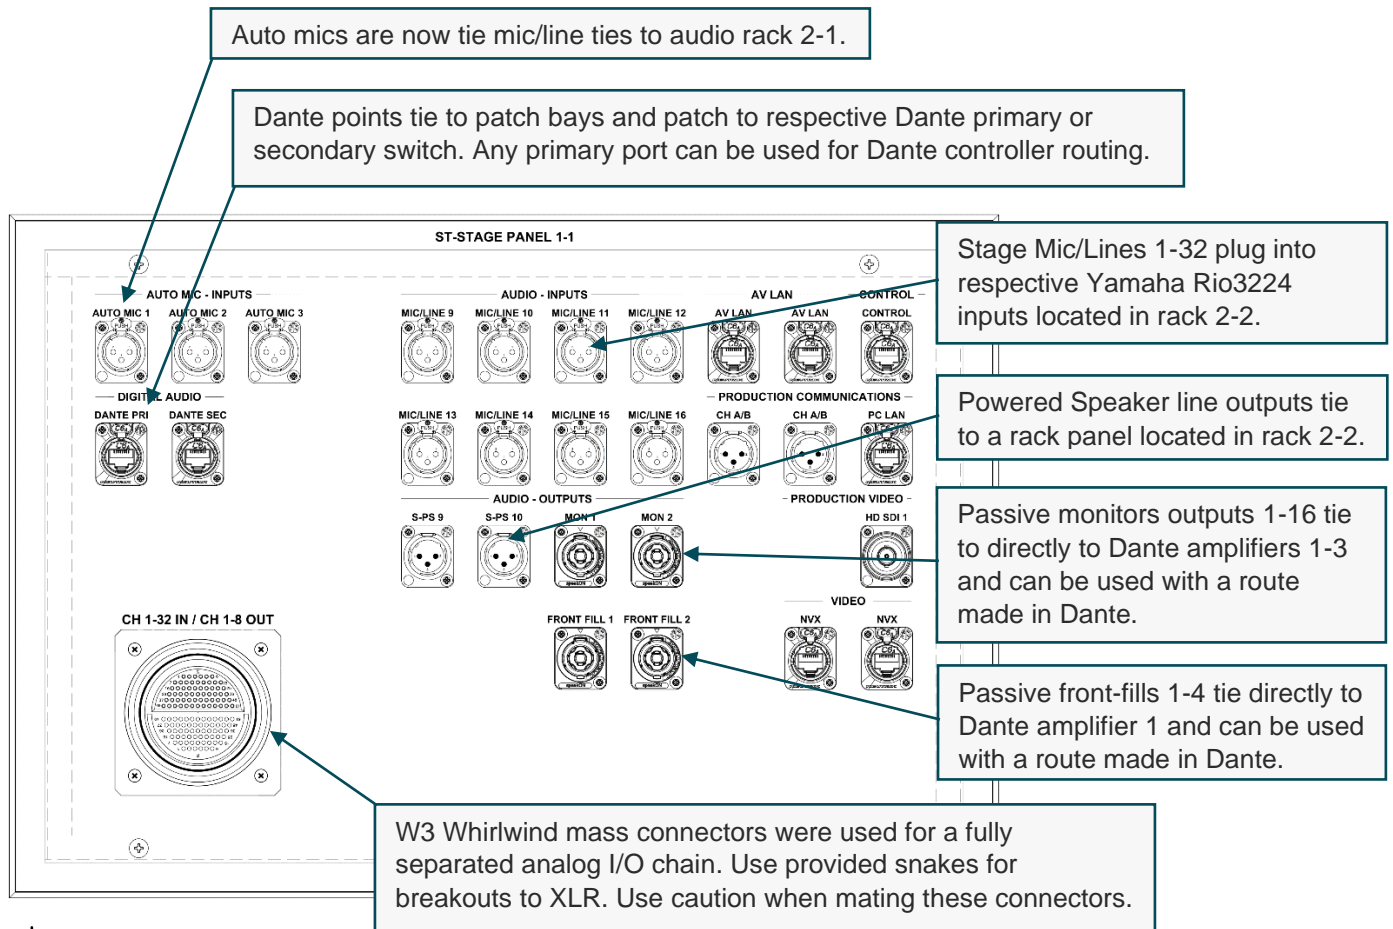 Auto mics are now tie mic/line ties to audio rack 2-1.
Dante points tie to patch bays and patch to respective Dante primary or
secondary switch. Any primary port can be used for Dante controller routing.
ST-STAGE PANEL 1-1
AUTO MIC - INPUTS
AUDIO - INPUTS
AV LAN
CONTROL
AUTO MIC 1
AUTO MIC 2
AUTO MIC 3
MIC/LINE 9
MIC/LINE 10
MIC/LINE 11
MIC/LINE 12
AV LAN
AV LAN
CONTROL
DIGITAL AUDIO
PRODUCTION COMMUNICATIONS
DANTE PRI
DANTE SEC
MIC/LINE 13
MIC/LINE 14
MIC/LINE 15
MIC/LINE 16
CH A/B
CH A/B
PC LAN
AUDIO - OUTPUTS
PRODUCTION VIDEO
S-PS 9
S-PS 10
MON 1
MON 2
HD SDI 1
VIDEO
CH 1-32 IN / CH 1-8 OUT
FRONT FILL 1
FRONT FILL 2
NVX
NVX
Stage Mic/Lines 1-32 plug into
respective Yamaha Rio3224
inputs located in rack 2-2.
Powered Speaker line outputs tie
to a rack panel located in rack 2-2.
Passive monitors outputs 1-16 tie
to directly to Dante amplifiers 1-3
and can be used with a route
made in Dante.
Passive front-fills 1-4 tie directly to
Dante amplifier 1 and can be used
with a route made in Dante.
W3 Whirlwind mass connectors were used for a fully
separated analog I/O chain. Use provided snakes for
breakouts to XLR. Use caution when mating these connectors.